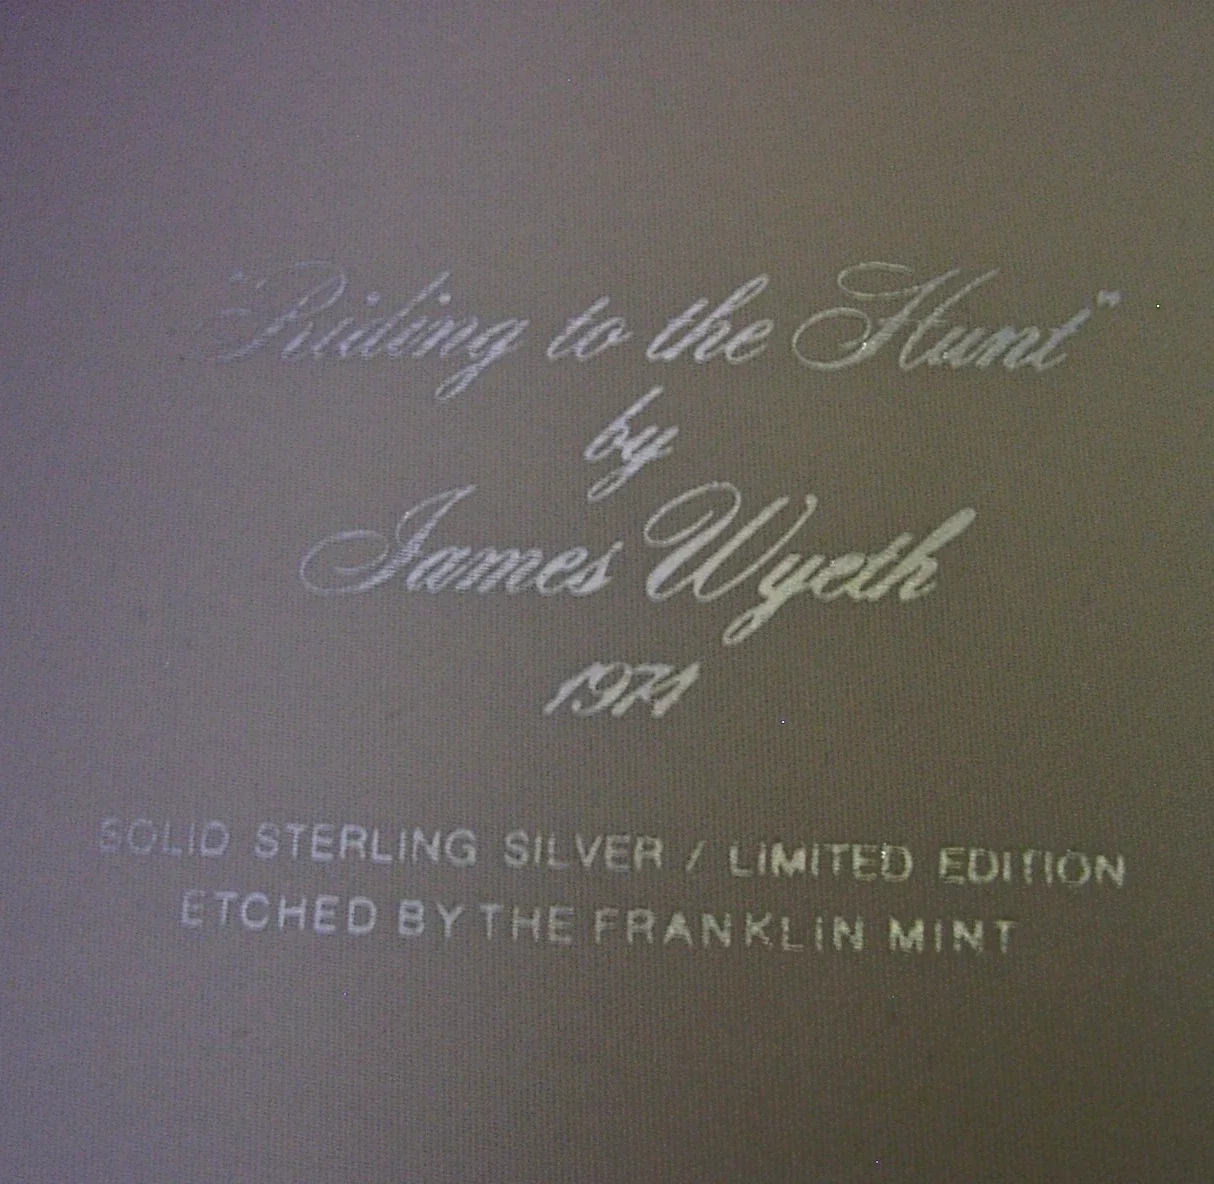 "Riding to the Hunt"
by
James Wyeth
1974
SOLID STERLING SILVER / LIMITED EDITION
ETCHED BY THE FRANKLIN MINT